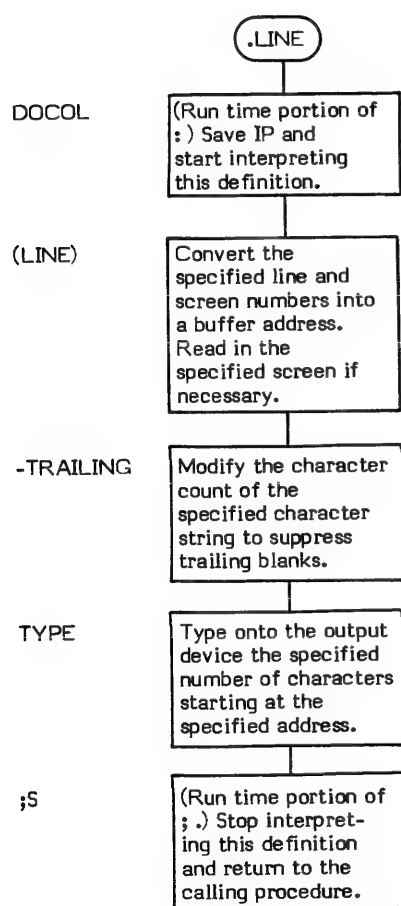 .LINE
DOCOL
(Run time portion of
: ) Save IP and
start interpreting
this definition.
(LINE)
Convert the
specified line and
screen numbers into
a buffer address.
Read in the
specified screen if
necessary.
-TRAILING
Modify the character
count of the
specified character
string to suppress
trailing blanks.
TYPE
Type onto the output
device the specified
number of characters
starting at the
specified address.
;S
(Run time portion of
; .) Stop interpret-
ing this definition
and return to the
calling procedure.